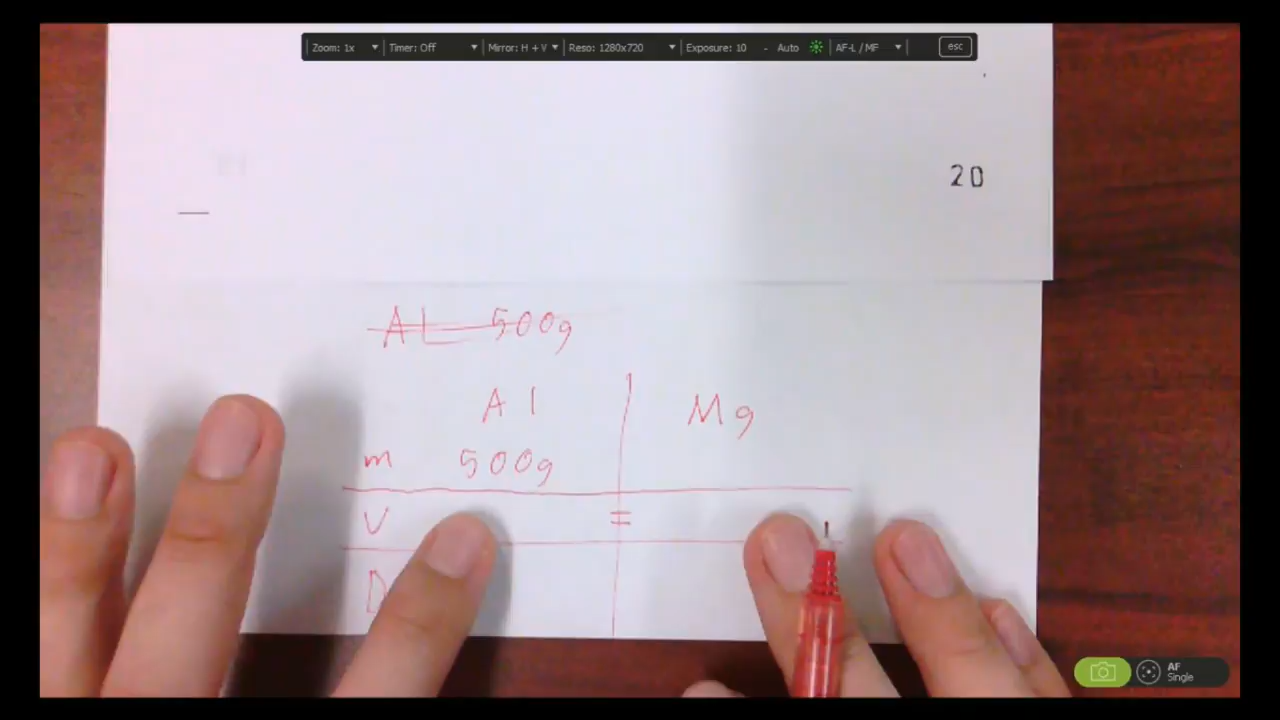 Zoom: 1x Timer: Off Mirror: H + V Reso: 1280x720 Exposure: 10 - Auto AF-L / MF esc
20
Al 500g
Al Mg
m 500g
V =
D
AF
Single